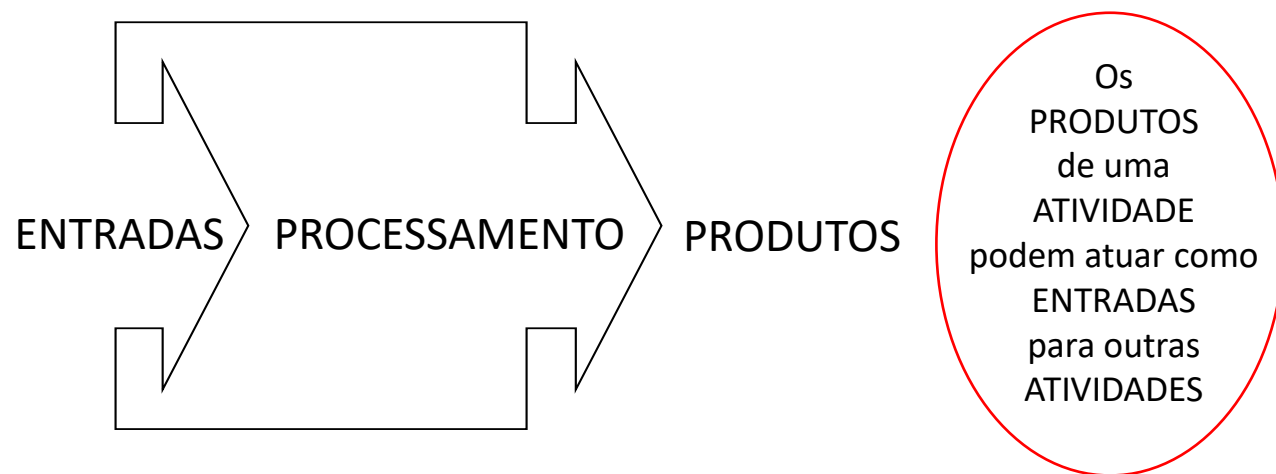 ENTRADAS
PROCESSAMENTO
PRODUTOS
Os
PRODUTOS
de uma
ATIVIDADE
podem atuar como
ENTRADAS
para outras
ATIVIDADES